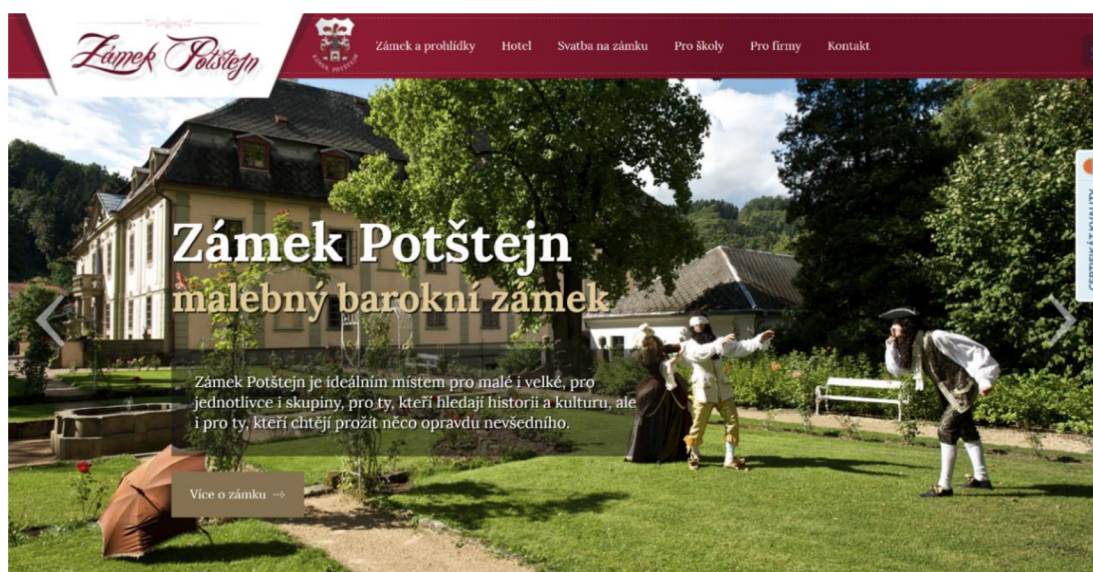 Zámek Potštejn
ZÁMEK POTŠTEJN
Zámek a prohlídky
Hotel
Svatba na zámku
Pro školy
Pro firmy
Kontakt
CERTIFIKÁT KVALITY
Zámek Potštejn
malebný barokní zámek
Zámek Potštejn je ideálním místem pro malé i velké, pro
jednotlivce i skupiny, pro ty, kteří hledají historii a kulturu, ale
i pro ty, kteří chtějí prožít něco opravdu nevšedního.
Více o zámku →